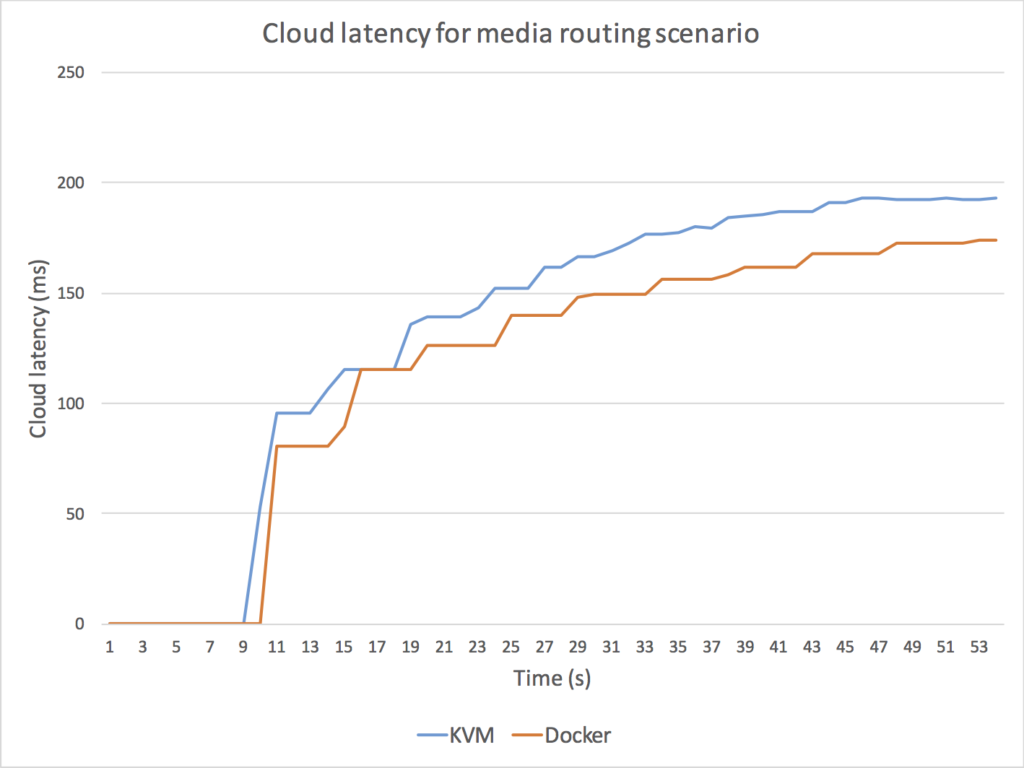 Cloud latency for media routing scenario
250
200
150
100
50
0
Cloud latency (ms)
1 3 5 7 9 11 13 15 17 19 21 23 25 27 29 31 33 35 37 39 41 43 45 47 49 51 53
Time (s)
KVM Docker